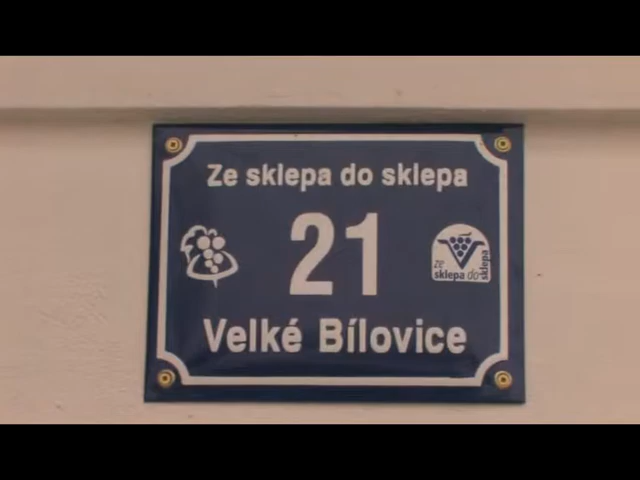 Ze sklepa do sklepa
21
ze
sklepa do sklepa
Velké Bílovice